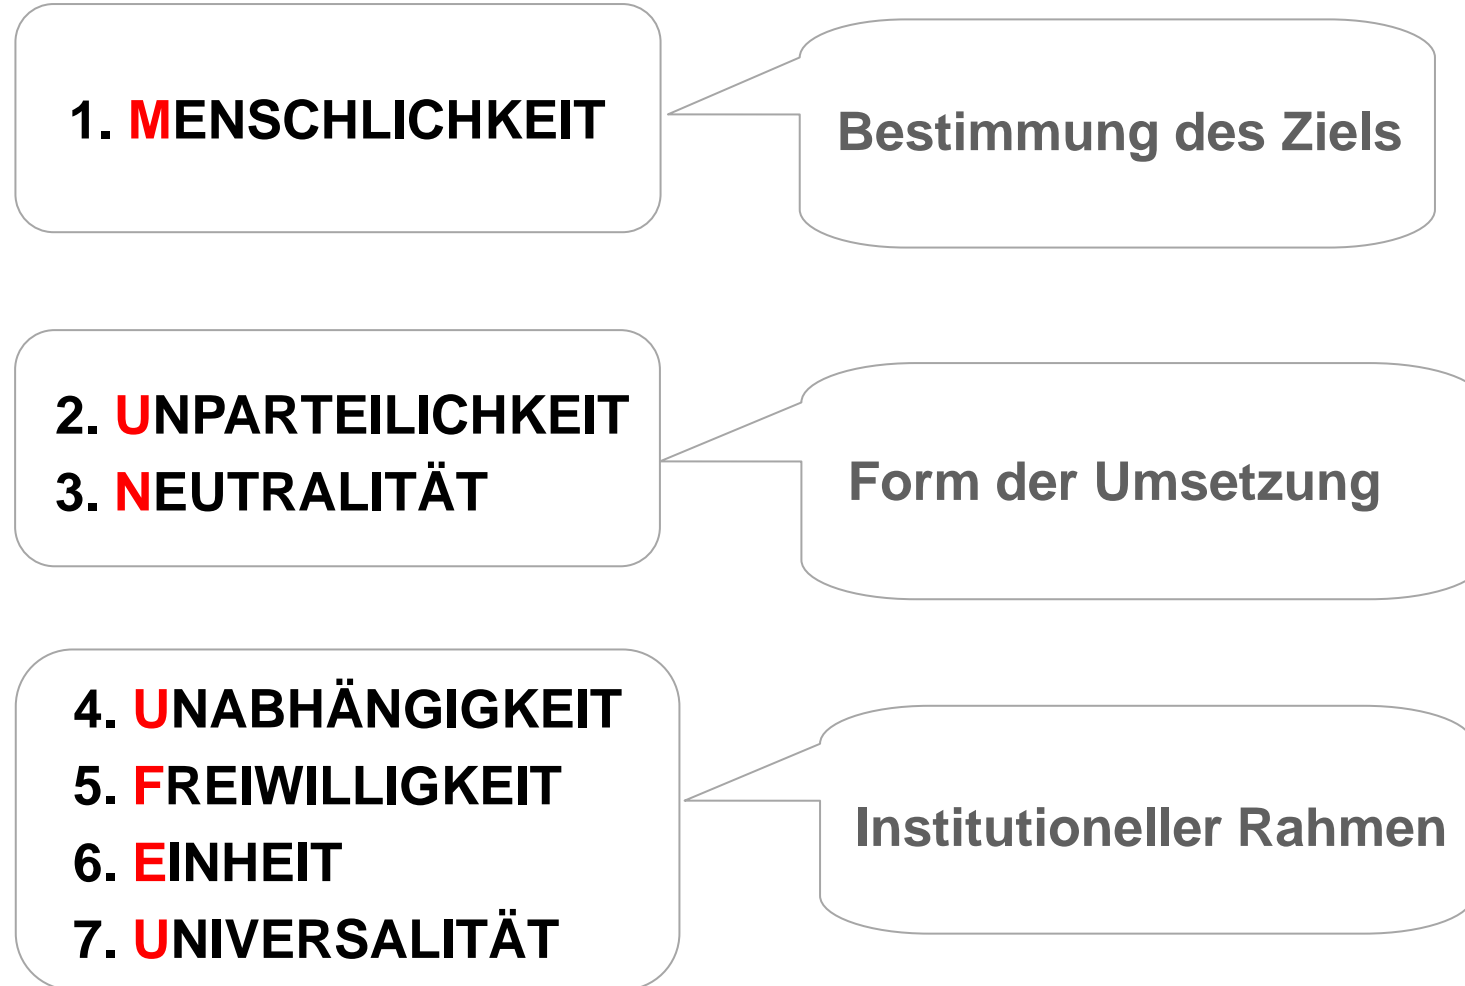 1. MENSCHLICHKEIT
Bestimmung des Ziels
2. UNPARTEILICHKEIT
3. NEUTRALITÄT
Form der Umsetzung
4. UNABHÄNGIGKEIT
5. FREIWILLIGKEIT
6. EINHEIT
7. UNIVERSALITÄT
Institutioneller Rahmen